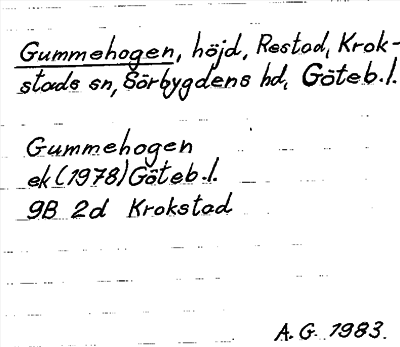 Gummehogen, höjd, Restad, Krok-
stads sn, Sörbygdens hd, Göteb.l.
Gummehogen
ek (1978) Göteb.l.
9B 2d Krokstad
A. G. 1983.